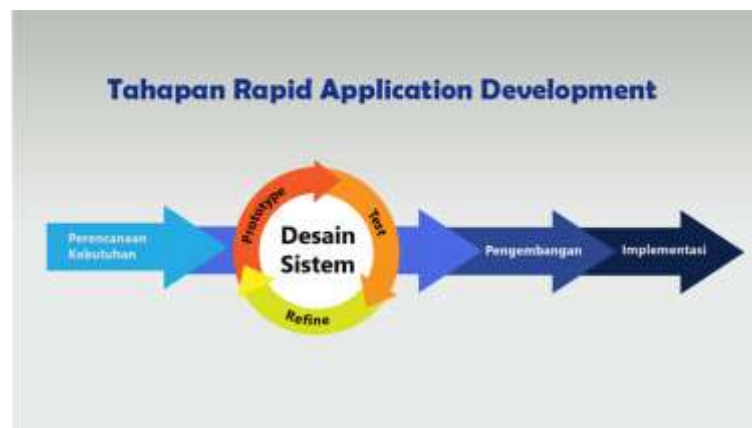 Tahapan Rapid Application Development
Perencanaan
Kebutuhan
Prototype
Test
Refine
Desain
Sistem
Pengembangan
Implementasi